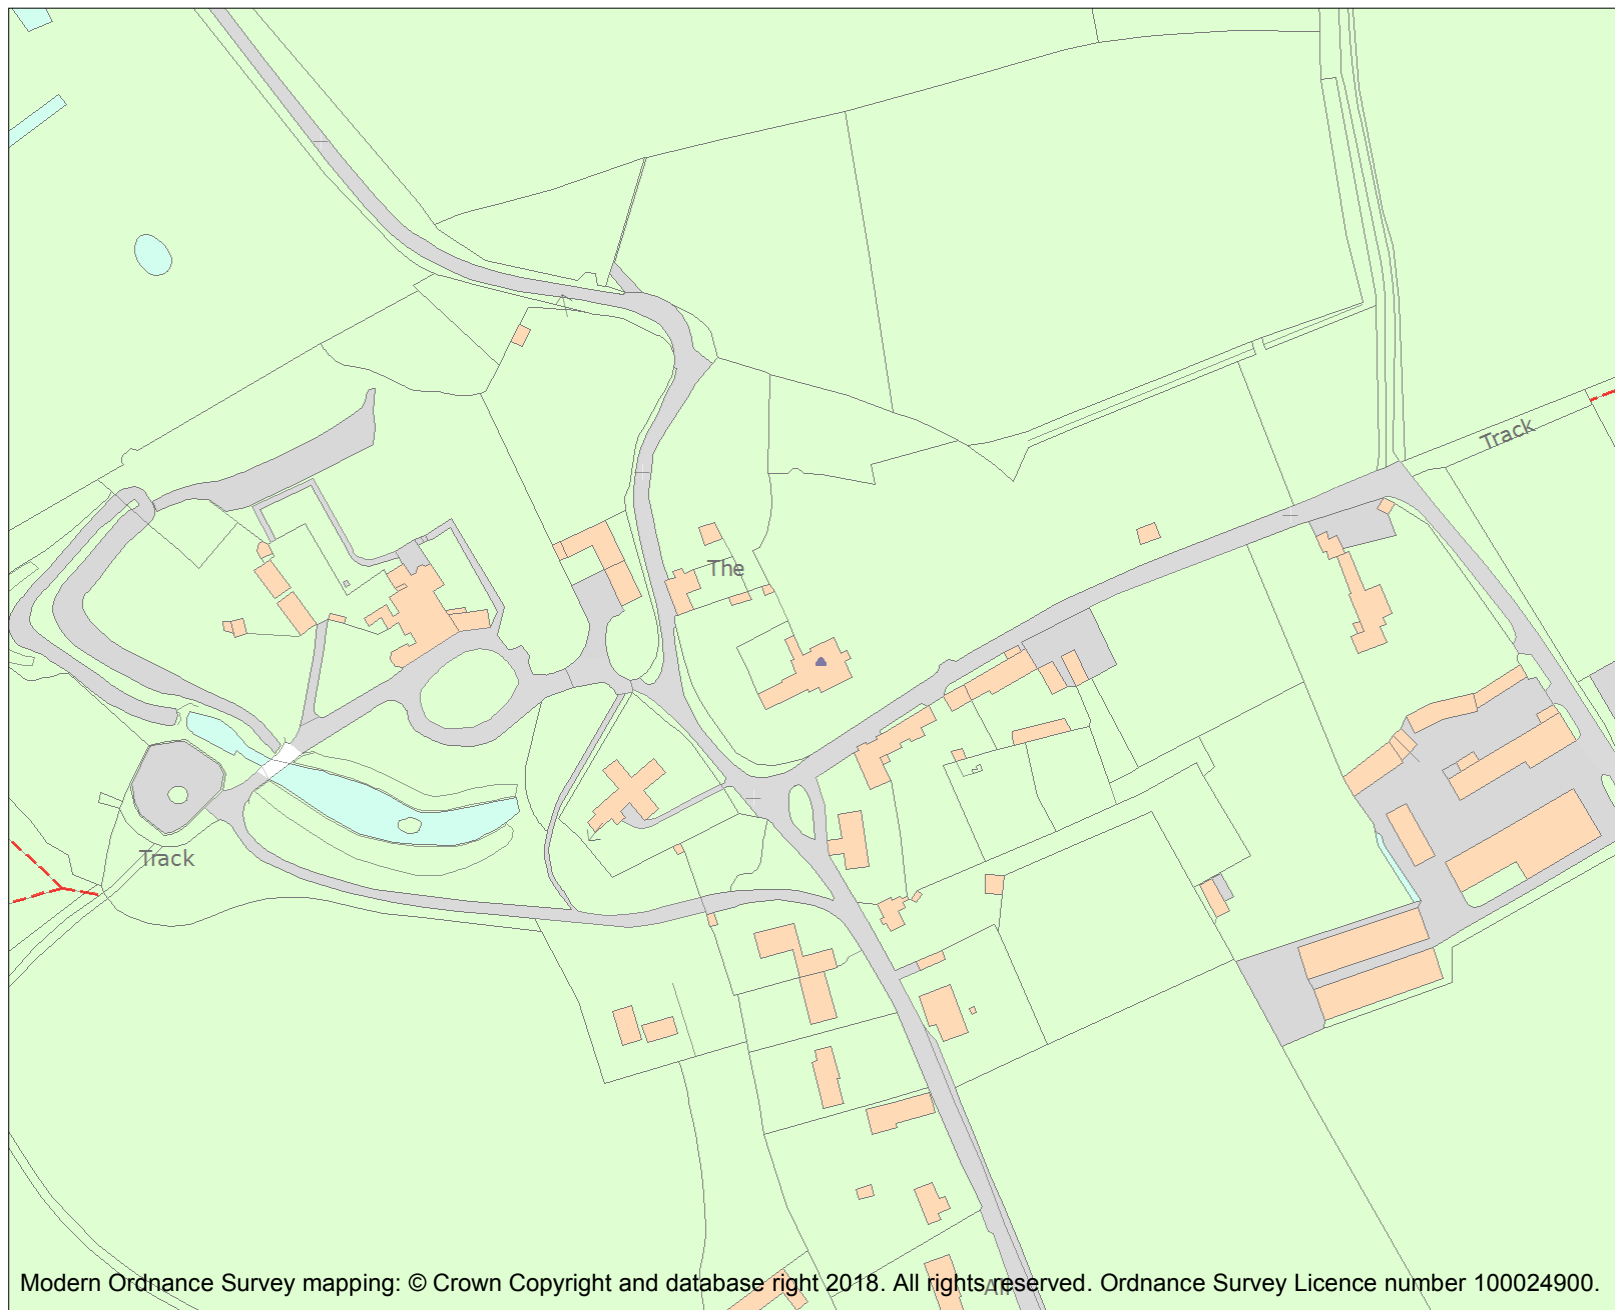 Track
The
Track
Modern Ordnance Survey mapping: © Crown Copyright and database right 2018. All rights reserved. Ordnance Survey Licence number 100024900.